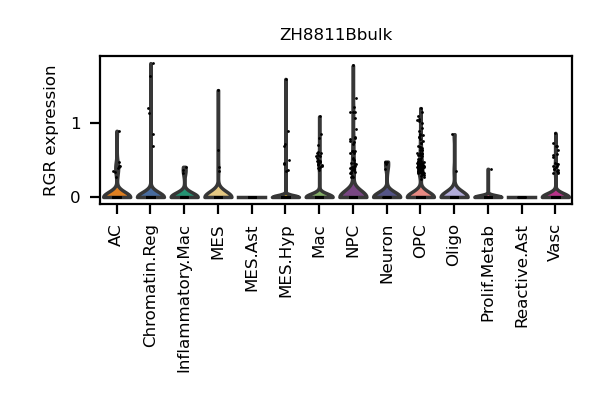 ZH8811Bbulk
RGR expression
1
0
AC
Chromatin.Reg
Inflammatory.Mac
MES
MES.Ast
MES.Hyp
Mac
NPC
Neuron
OPC
Oligo
Prolif.Metab
Reactive.Ast
Vasc